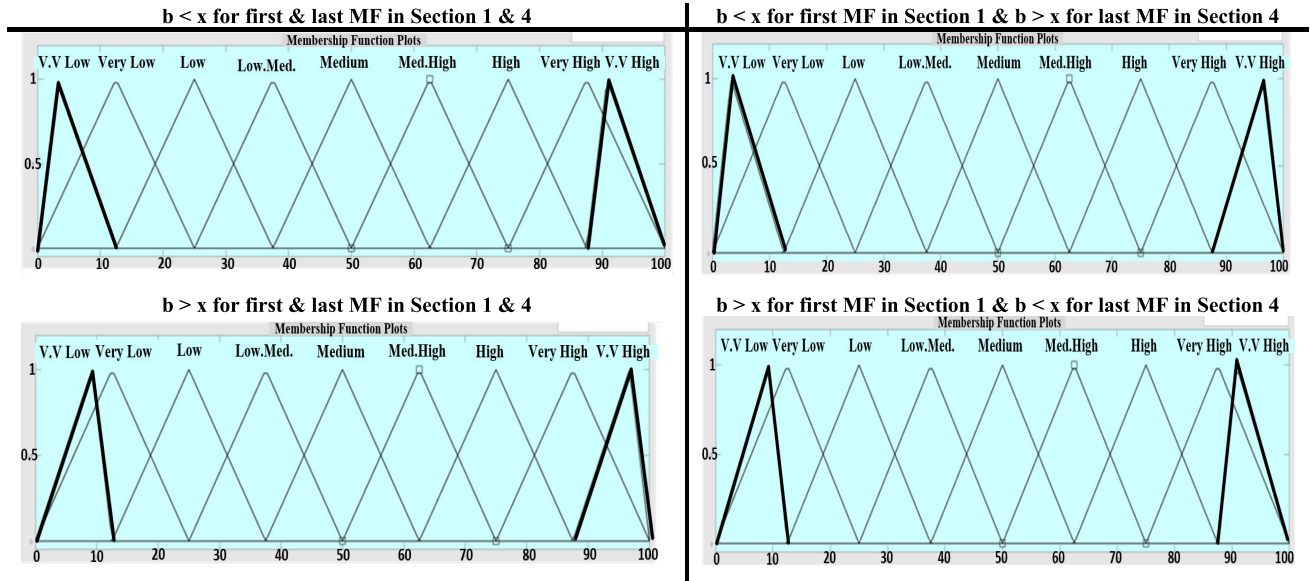 b < x for first & last MF in Section 1 & 4
Membership Function Plots
V.V Low Very Low Low Low.Med. Medium Med.High High Very High V.V High
1
0.5
0
0 10 20 30 40 50 60 70 80 90 100
b < x for first MF in Section 1 & b > x for last MF in Section 4
Membership Function Plots
V.V Low Very Low Low Low.Med. Medium Med.High High Very High V.V High
1
0.5
0
0 10 20 30 40 50 60 70 80 90 100
b > x for first & last MF in Section 1 & 4
Membership Function Plots
V.V Low Very Low Low Low.Med. Medium Med.High High Very High V.V High
1
0.5
0
0 10 20 30 40 50 60 70 80 90 100
b > x for first MF in Section 1 & b < x for last MF in Section 4
Membership Function Plots
V.V Low Very Low Low Low.Med. Medium Med.High High Very High V.V High
1
0.5
0
0 10 20 30 40 50 60 70 80 90 100